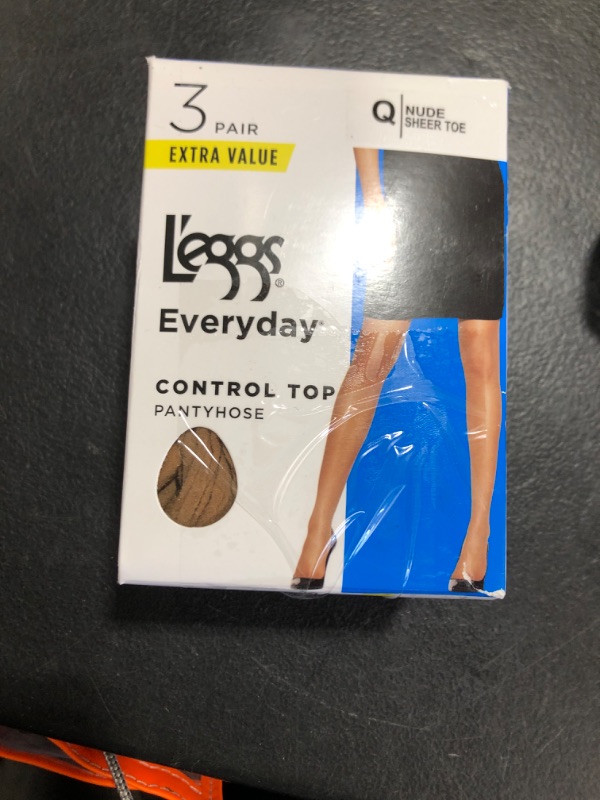 3 PAIR
EXTRA VALUE
Q NUDE
SHEER TOE
L'eggs®
Everyday
CONTROL TOP
PANTYHOSE